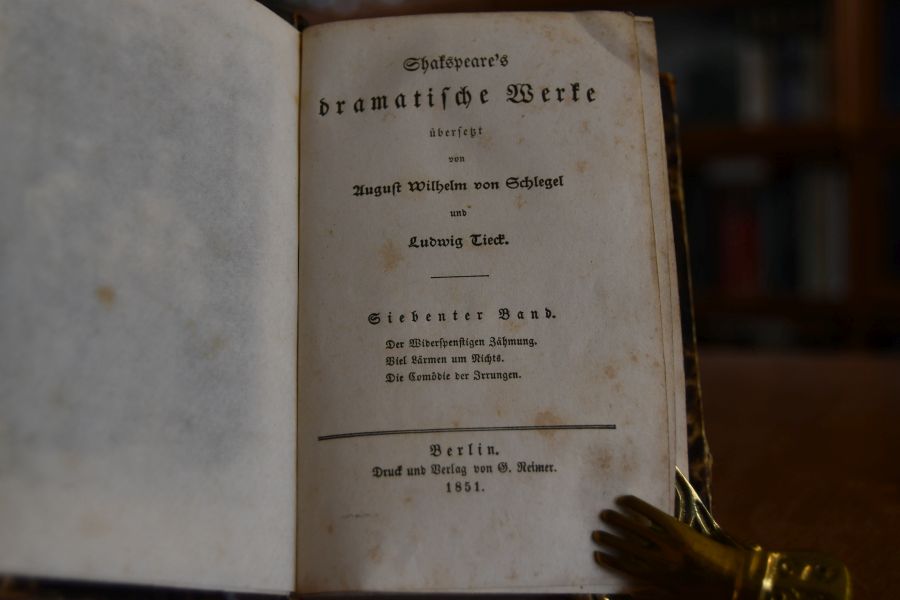 Shakspeare's
dramatische Werke
übersetzt
von
August Wilhelm von Schlegel
und
Ludwig Tieck.
Siebenter Band.
Der Widerspenstigen Zähmung.
Viel Lärmen um Nichts.
Die Comödie der Irrungen.
Berlin.
Druck und Verlag von G. Reimer.
1851.